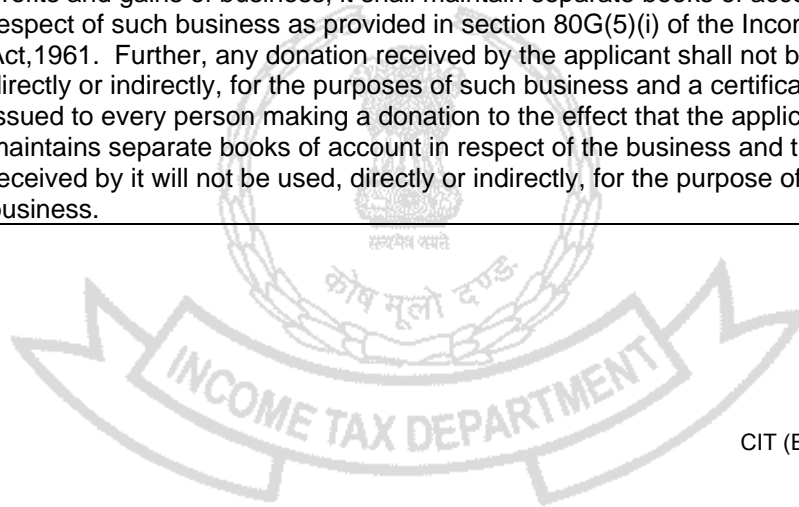 rofits and gains of business, it shall maintain separate books of acco
respect of such business as provided in section 80G(5)(i) of the Incor
Act,1961. Further, any donation received by the applicant shall not b
directly or indirectly, for the purposes of such business and a certifica
issued to every person making a donation to the effect that the applic
maintains separate books of account in respect of the business and t
received by it will not be used, directly or indirectly, for the purpose of
business.
सत्यमेव जयते
कोष मूलो दण्डः
INCOME TAX DEPARTMENT
CIT (E